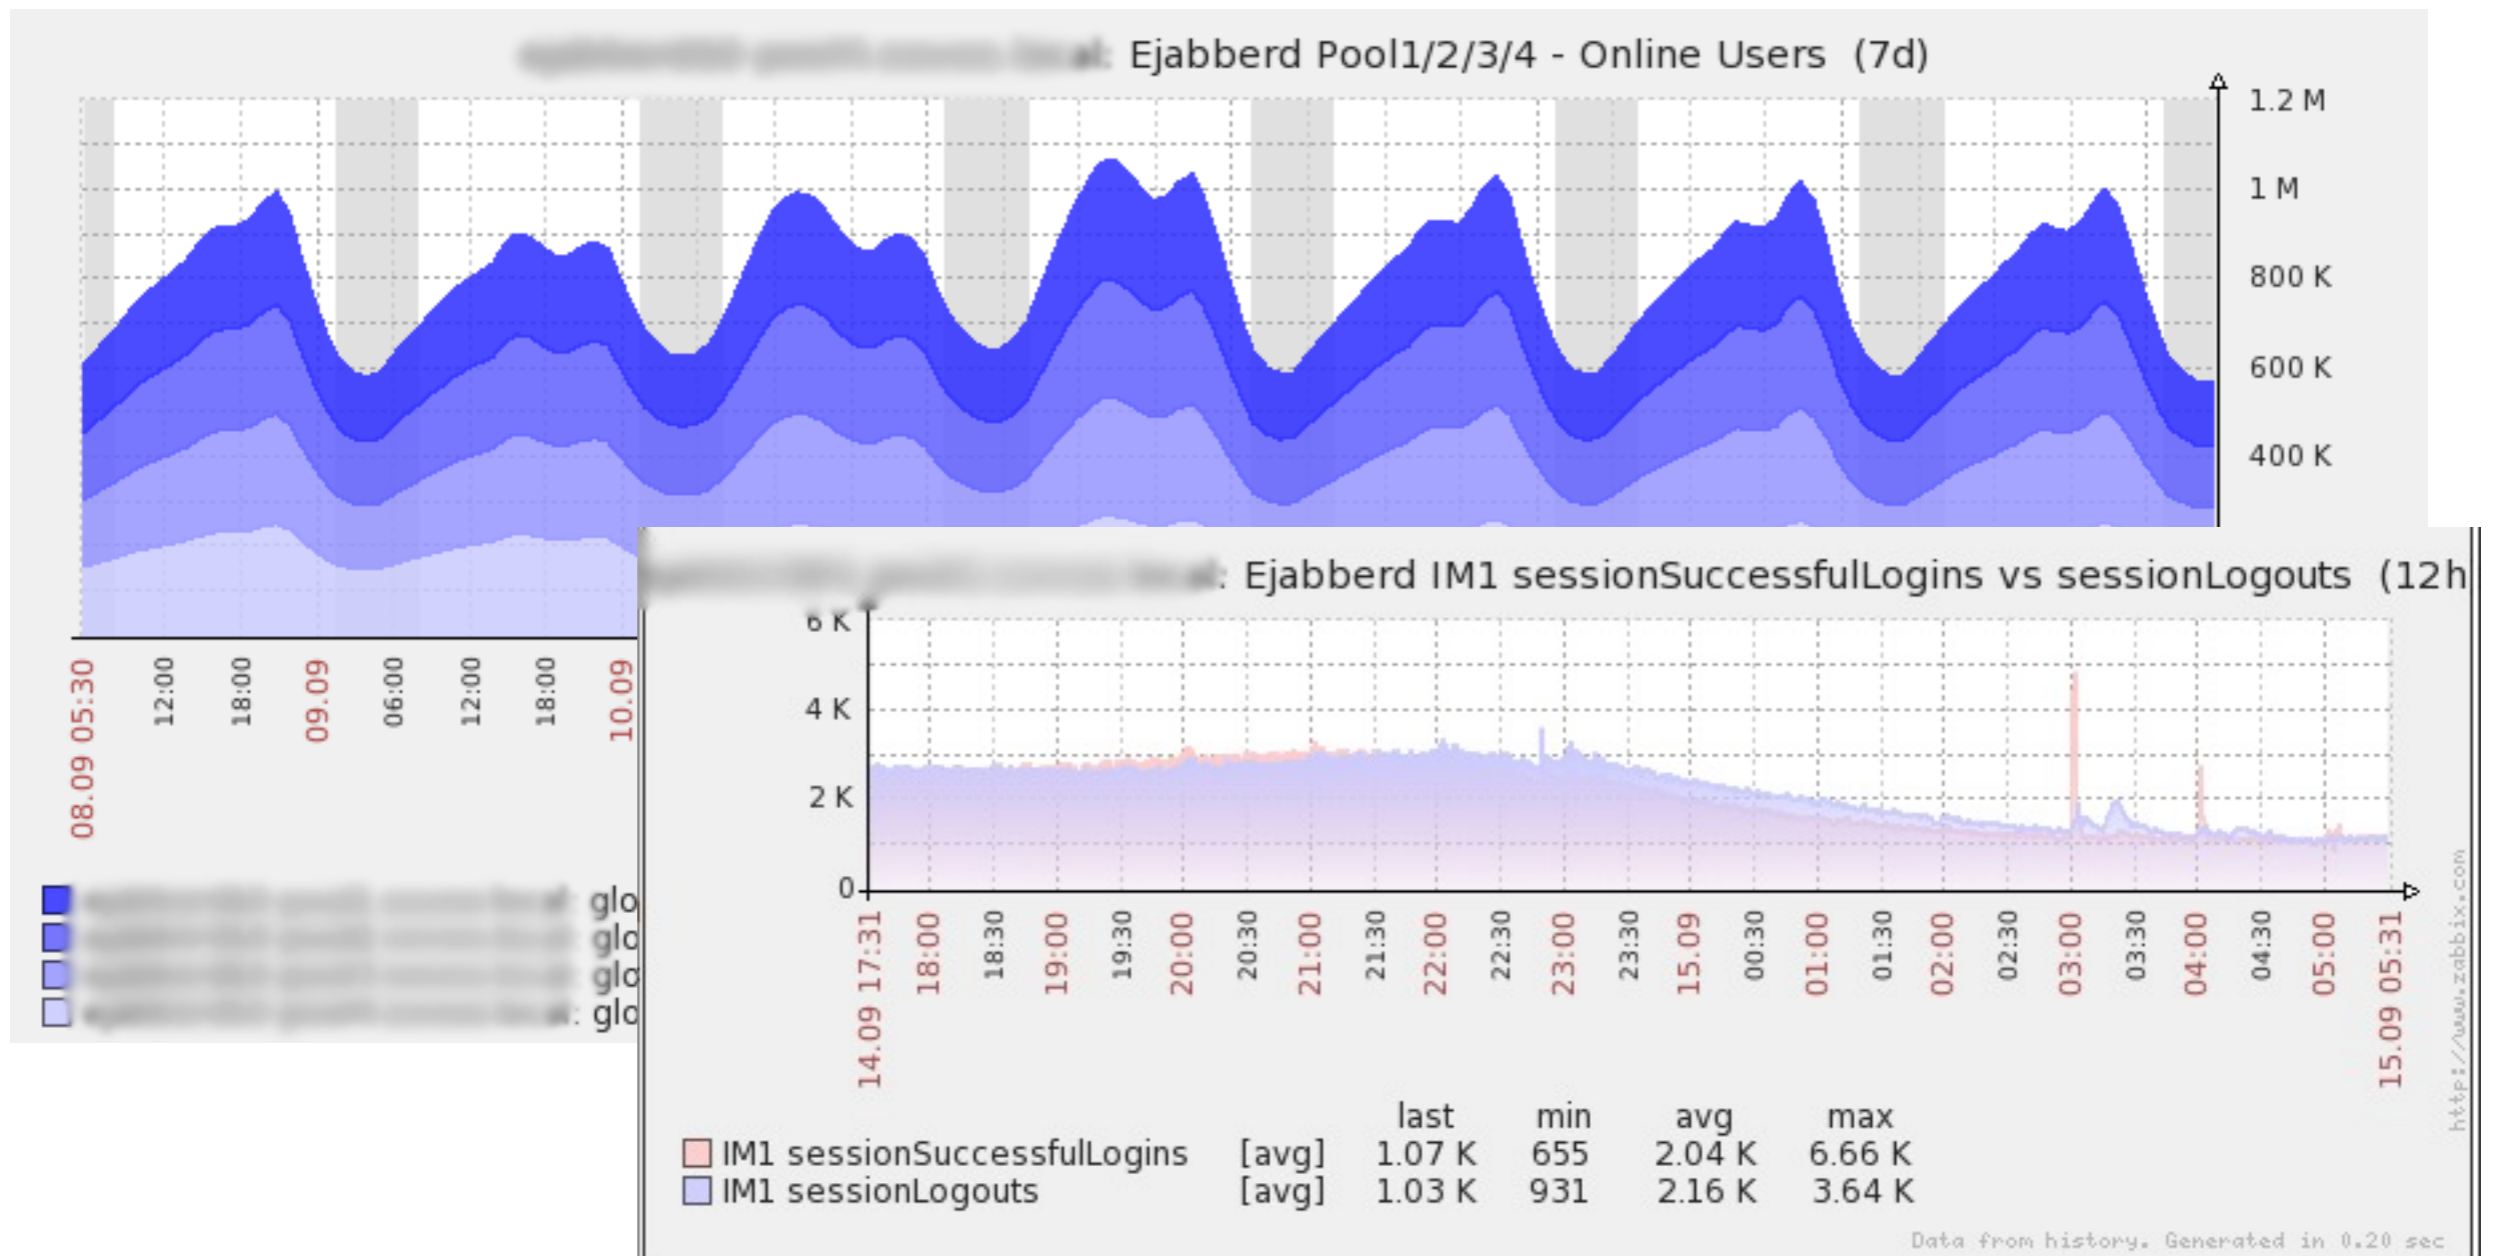 Ejabberd Pool1/2/3/4 - Online Users (7d)
1.2 M
1 M
800 K
600 K
400 K
08.09 05:30
12:00
18:00
09.09
06:00
12:00
18:00
10.09
glo
glo
glo
glo
Ejabberd IM1 sessionSuccessfulLogins vs sessionLogouts (12h
6 K
4 K
2 K
0
14.09 17:31
18:00
18:30
19:00
19:30
20:00
20:30
21:00
21:30
22:00
22:30
23:00
23:30
15.09
00:30
01:00
01:30
02:00
02:30
03:00
03:30
04:00
04:30
05:00
15.09 05:31
last min avg max
IM1 sessionSuccessfulLogins [avg] 1.07 K 655 2.04 K 6.66 K
IM1 sessionLogouts [avg] 1.03 K 931 2.16 K 3.64 K
http://www.zabbix.com
Data from history. Generated in 0.20 sec